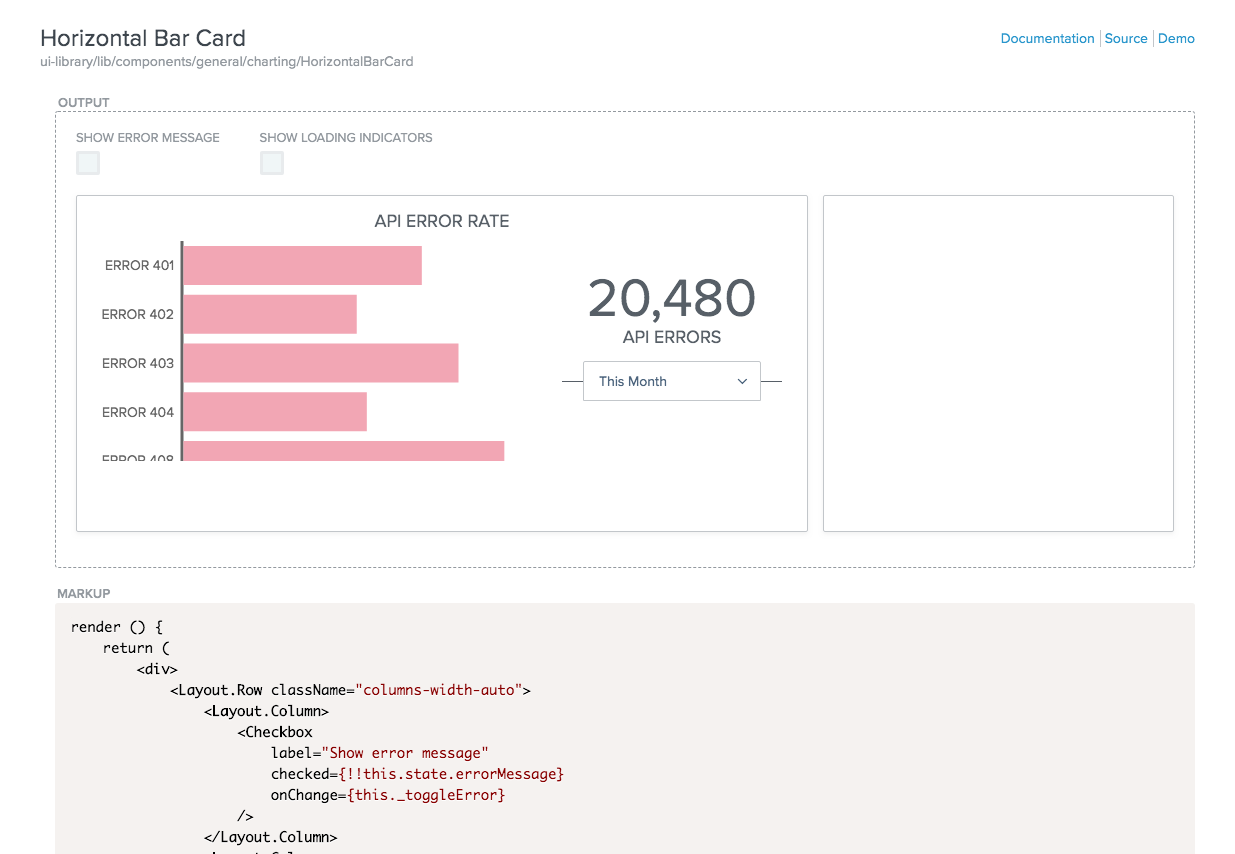 Horizontal Bar Card
Documentation Source Demo
ui-library/lib/components/general/charting/HorizontalBarCard
OUTPUT
SHOW ERROR MESSAGE SHOW LOADING INDICATORS
API ERROR RATE
ERROR 401
ERROR 402
ERROR 403
ERROR 404
ERROR 408
20,480
API ERRORS
This Month
MARKUP
render () {
return (
<div>
<Layout.Row className="columns-width-auto">
<Layout.Column>
<Checkbox
label="Show error message"
checked={!!this.state.errorMessage}
onChange={this._toggleError}
/>
</Layout.Column>